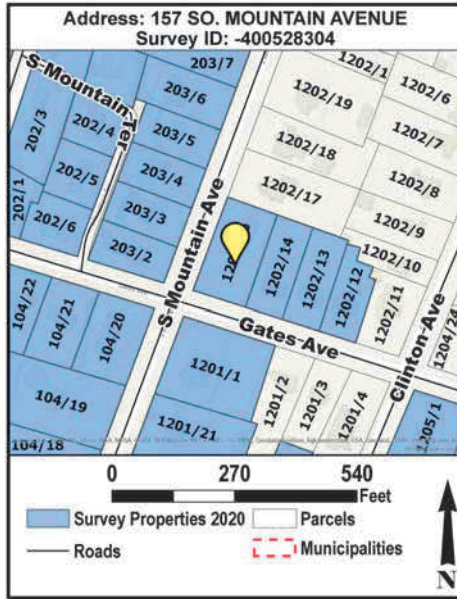 Address: 157 SO. MOUNTAIN AVENUE
Survey ID: -400528304
203/7
1202/1
1202/6
S Mountain Ter
203/6
1202/19
202/3
202/4
203/5
1202/7
1202/18
203/4
1202/8
202/5
1202/17
202/1
203/3
S Mountain Ave
1202/9
202/6
203/2
1202/14
1202/13
1202/12
1202/10
1202/11
104/22
104/21
104/20
Gates Ave
Clinton Ave
1204/24
1201/1
1201/2
1201/3
1201/4
104/19
1201/21
1205/1
104/18
0 270 540
Feet
Survey Properties 2020
Parcels
Roads
Municipalities
N